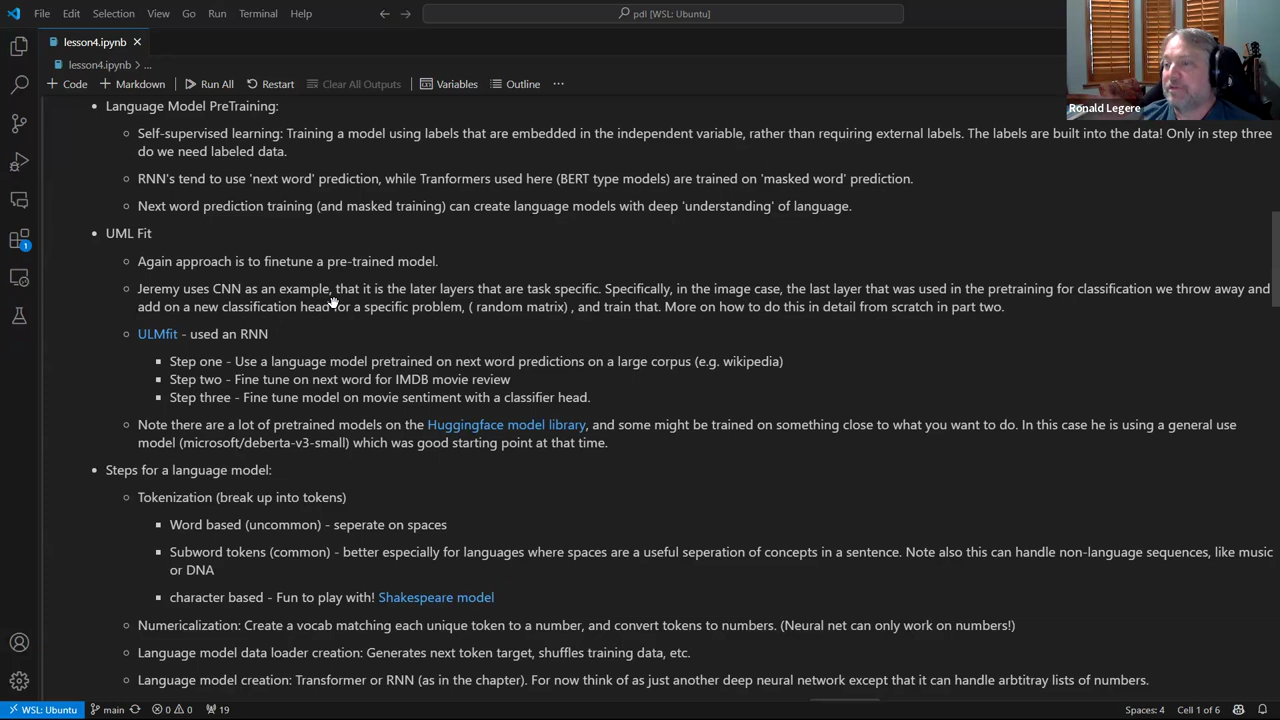 File Edit Selection View Go Run Terminal Help
pdl [WSL: Ubuntu]
lesson4.ipynb
lesson4.ipynb > ...
+ Code + Markdown Run All Restart Clear All Outputs Variables Outline ...
Ronald Legere
• Language Model PreTraining:
Self-supervised learning: Training a model using labels that are embedded in the independent variable, rather than requiring external labels. The labels are built into the data! Only in step three
do we need labeled data.
RNN's tend to use 'next word' prediction, while Tranformers used here (BERT type models) are trained on 'masked word' prediction.
Next word prediction training (and masked training) can create language models with deep 'understanding' of language.
• UML Fit
Again approach is to finetune a pre-trained model.
Jeremy uses CNN as an example, that it is the later layers that are task specific. Specifically, in the image case, the last layer that was used in the pretraining for classification we throw away and
add on a new classification head for a specific problem, ( random matrix) , and train that. More on how to do this in detail from scratch in part two.
ULMfit - used an RNN
Step one - Use a language model pretrained on next word predictions on a large corpus (e.g. wikipedia)
Step two - Fine tune on next word for IMDB movie review
Step three - Fine tune model on movie sentiment with a classifier head.
Note there are a lot of pretrained models on the Huggingface model library, and some might be trained on something close to what you want to do. In this case he is using a general use
model (microsoft/deberta-v3-small) which was good starting point at that time.
• Steps for a language model:
Tokenization (break up into tokens)
Word based (uncommon) - seperate on spaces
Subword tokens (common) - better especially for languages where spaces are a useful seperation of concepts in a sentence. Note also this can handle non-language sequences, like music
or DNA
character based - Fun to play with! Shakespeare model
Numericalization: Create a vocab matching each unique token to a number, and convert tokens to numbers. (Neural net can only work on numbers!)
Language model data loader creation: Generates next token target, shuffles training data, etc.
Language model creation: Transformer or RNN (as in the chapter). For now think of as just another deep neural network except that it can handle arbtitray lists of numbers.
1
WSL: Ubuntu main 0 0 19 Spaces: 4 Cell 1 of 6